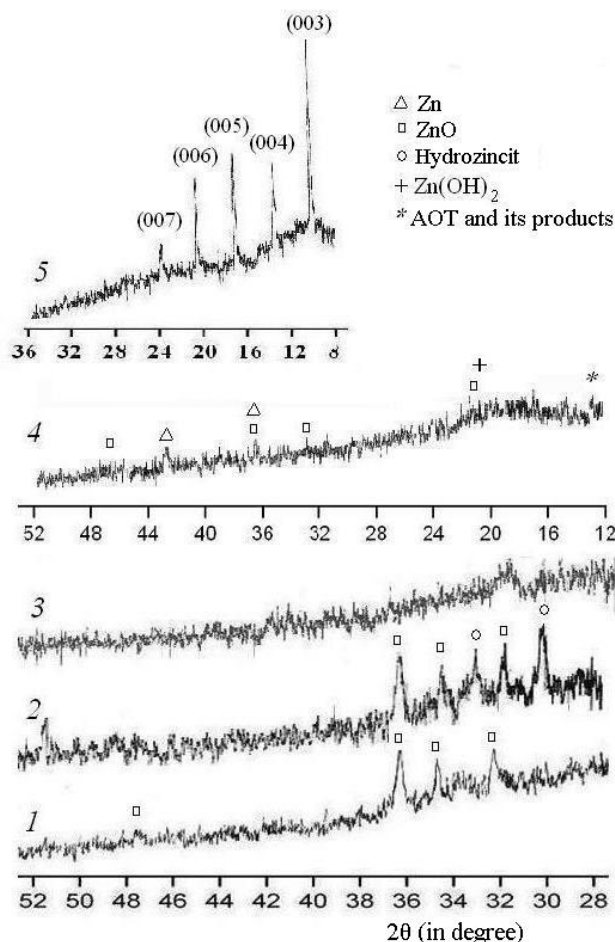 (003)
(005)
(004)
(006)
(007)
5
36 32 28 24 20 16 12 8
△ Zn
□ ZnO
○ Hydrozincit
+ Zn(OH)2
* AOT and its products
+
*
4
52 48 44 40 36 32 28 24 20 16 12
3
2
1
52 50 48 46 44 42 40 38 36 34 32 30 28
2θ (in degree)